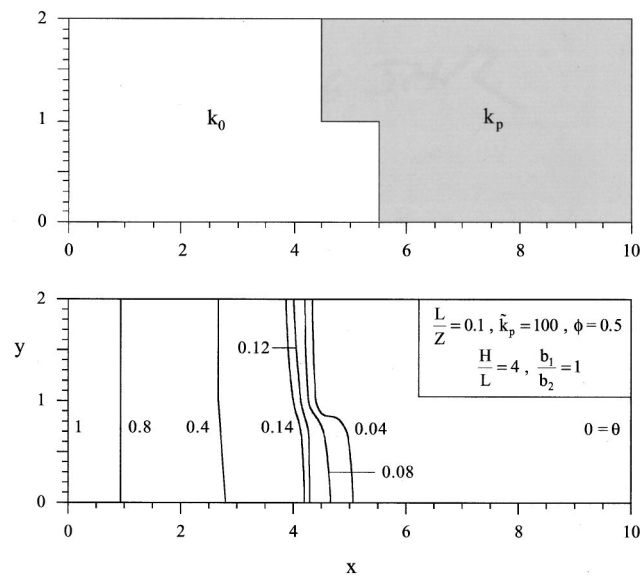 2
1
0
k₀
kₚ
0 2 4 6 8 10
2
y
1
0
L/Z = 0.1 , k̃ₚ = 100 , ϕ = 0.5
H/L = 4 , b₁/b₂ = 1
0.12
1 0.8 0.4 0.14 0.04 0 = θ
0.08
0 2 4 6 8 10
x